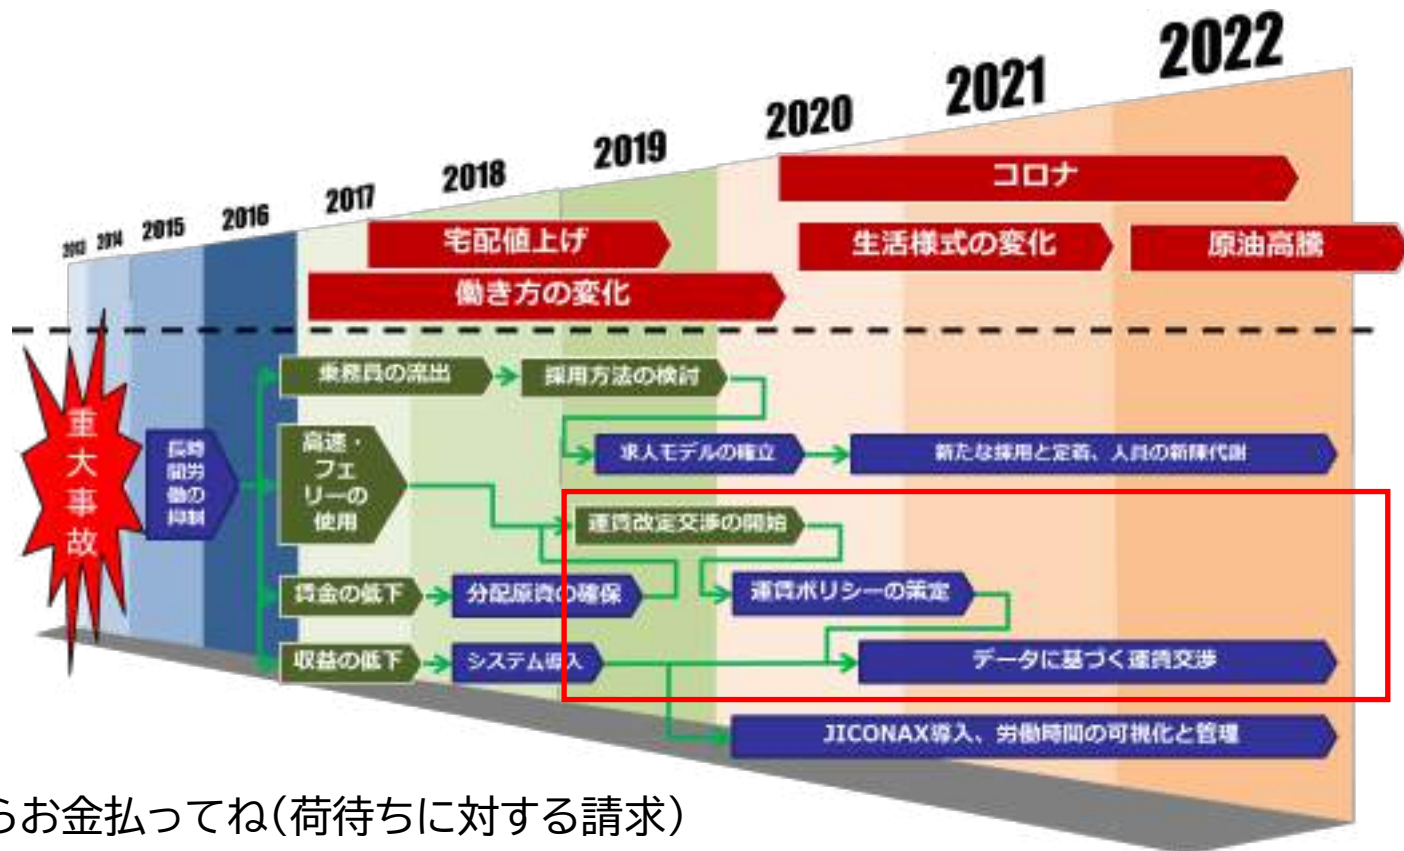 2013
2014
2015
2016
2017
2018
2019
2020
2021
2022
コロナ
宅配値上げ
生活様式の変化
原油高騰
働き方の変化
重
大
事
故
長時
間労
働の
抑制
乗務員の流出
採用方法の検討
高速・
フェ
リーの
使用
求人モデルの確立
新たな採用と定着、人員の新陳代謝
運賃改定交渉の開始
賃金の低下
分配原資の確保
運賃ポリシーの策定
収益の低下
システム導入
データに基づく運賃交渉
JICONAX導入、労働時間の可視化と管理
らお金払ってね(荷待ちに対する請求)